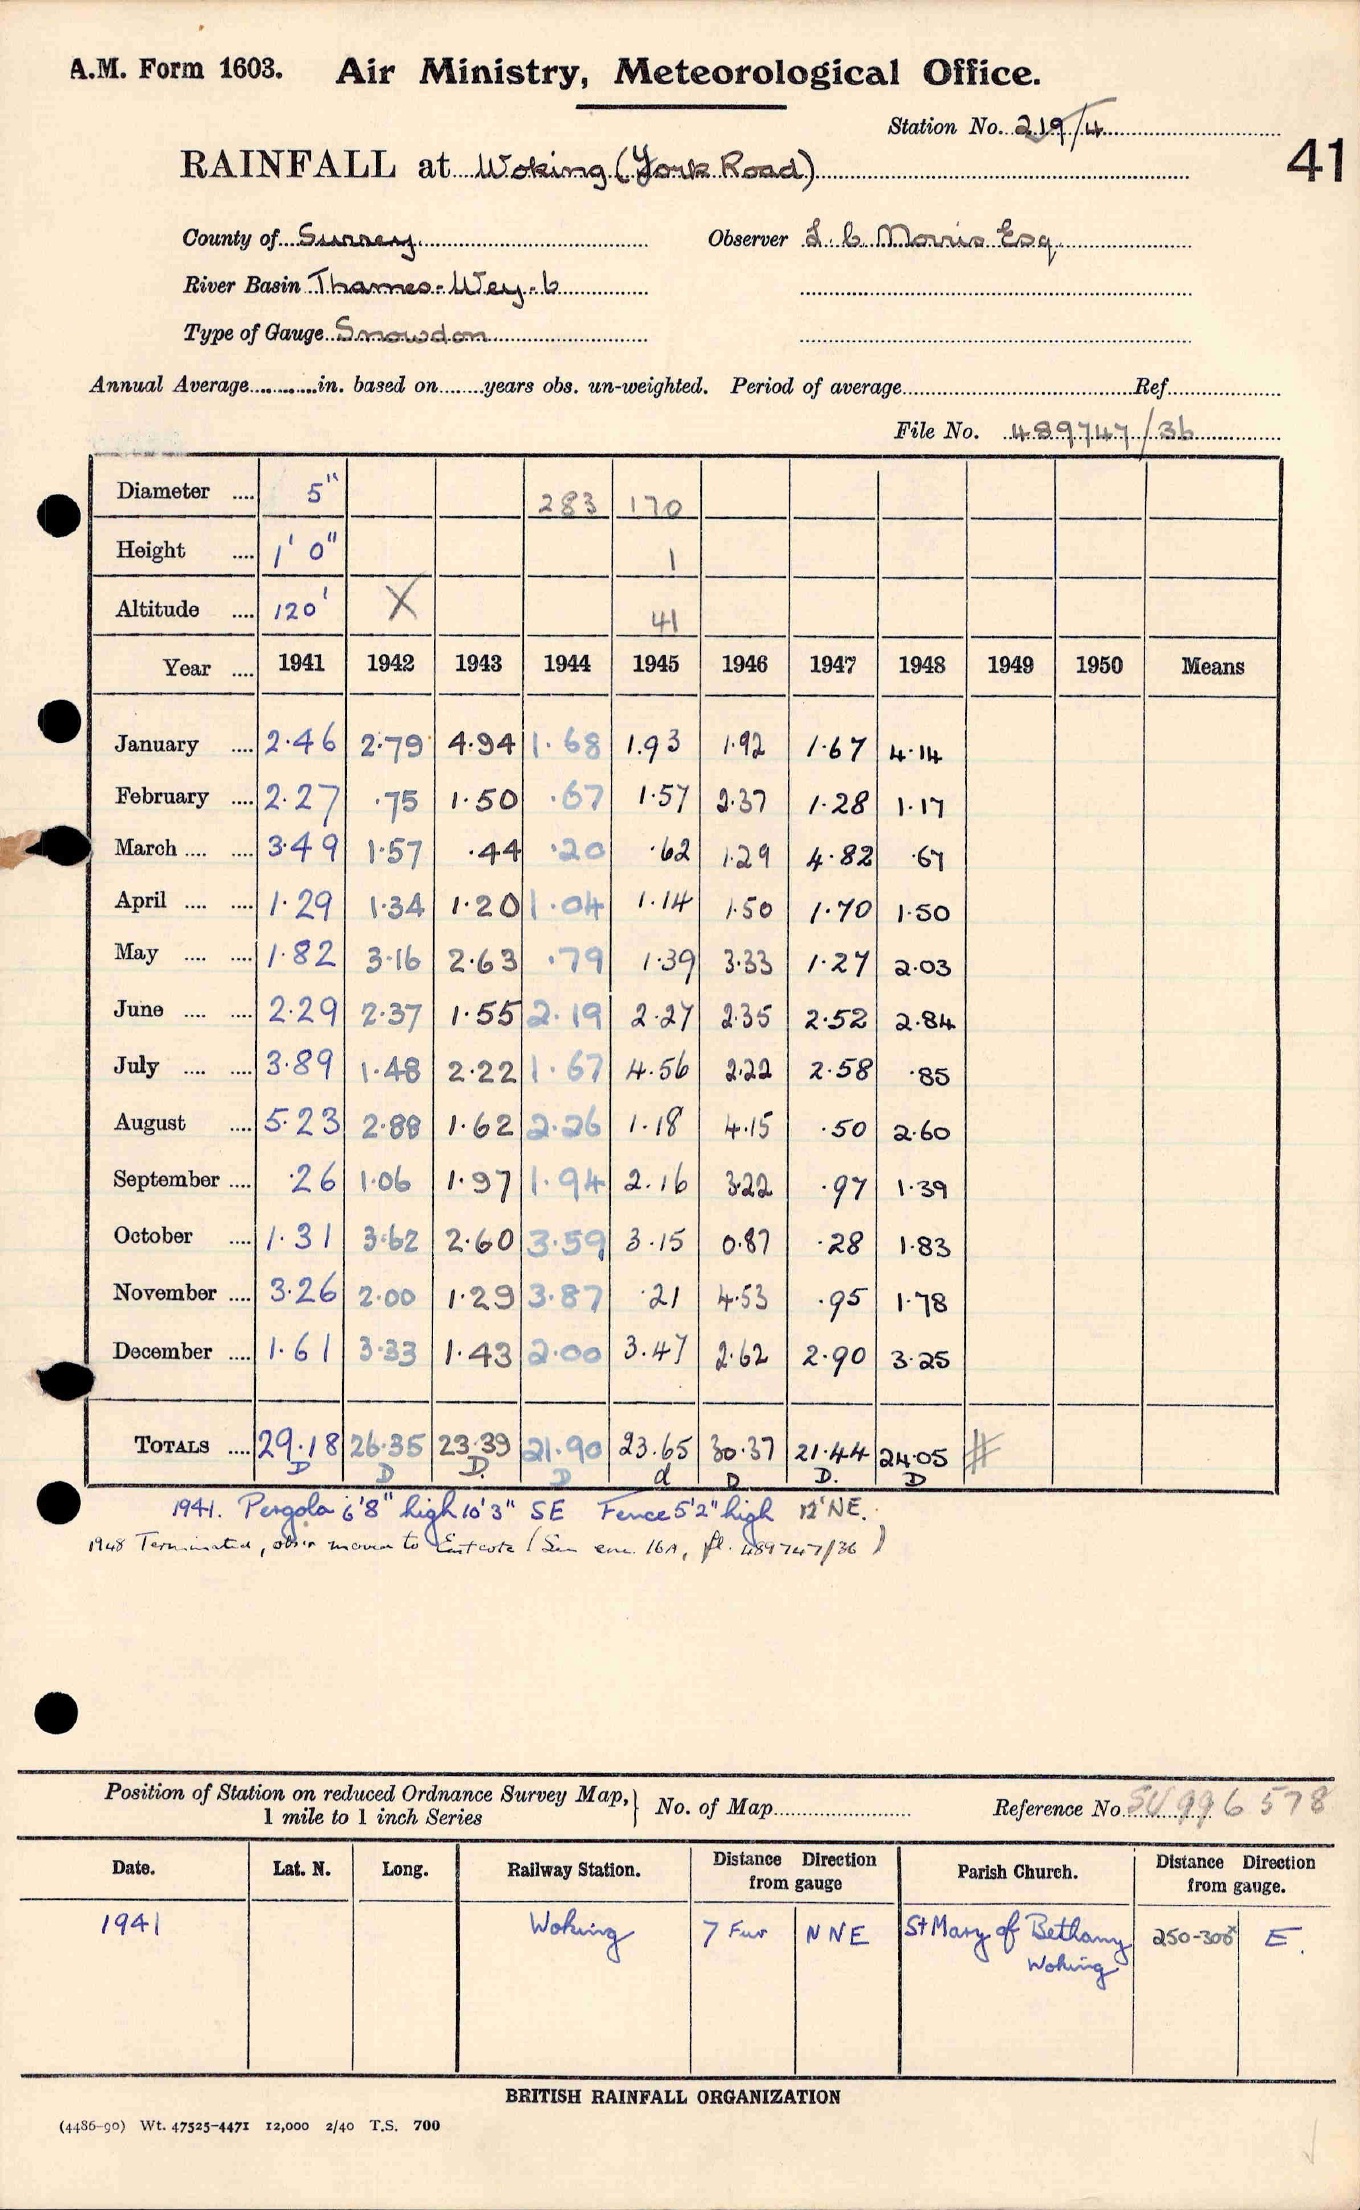 A.M. Form 1603. Air Ministry, Meteorological Office.
Station No. 219/4
41
RAINFALL at Woking (York Road)
County of Surrey Observer L. C. Morris Esq
River Basin Thames-Wey-6
Type of Gauge Snowdon
Annual Average in. based on years obs. un-weighted. Period of average Ref.
File No. 489747/36
Diameter .... 5" 283 170
Height .... 1' 0" 1
Altitude .... 120' X 41
Year .... 1941 1942 1943 1944 1945 1946 1947 1948 1949 1950 Means
January .... 2.46 2.79 4.94 1.68 1.93 1.92 1.67 4.14
February .... 2.27 .75 1.50 .67 1.57 2.37 1.28 1.17
March .... .... 3.49 1.57 .44 .20 .62 1.29 4.82 .67
April .... .... 1.29 1.34 1.20 1.04 1.14 1.50 1.70 1.50
May .... .... 1.82 3.16 2.63 .79 1.39 3.33 1.27 2.03
June .... .... 2.29 2.37 1.55 2.19 2.27 2.35 2.52 2.84
July .... .... 3.89 1.48 2.22 1.67 4.56 2.22 2.58 .85
August .... 5.23 2.88 1.62 2.26 1.18 4.15 .50 2.60
September .... .26 1.06 1.97 1.94 2.16 3.22 .97 1.39
October .... 1.31 3.62 2.60 3.59 3.15 0.87 .28 1.83
November .... 3.26 2.00 1.29 3.87 .21 4.53 .95 1.78
December .... 1.61 3.33 1.43 2.00 3.47 2.62 2.90 3.25
TOTALS .... 29.18 26.35 23.39 21.90 23.65 30.37 21.44 24.05 #
D D D. D d D D. D
1941. Pergola 6'8" high 10'3" SE Fence 5'2" high 12' NE.
1948 Terminated, obsr moved to Eastcote (See enc. 16A, fl. 489747/36)
Position of Station on reduced Ordnance Survey Map,
1 mile to 1 inch Series } No. of Map Reference No. SU 996578
Date. Lat. N. Long. Railway Station. Distance Direction from gauge Parish Church. Distance Direction from gauge.
1941 Woking 7 Fur NNE St Mary of Bethany 250-300x E.
Woking
BRITISH RAINFALL ORGANIZATION
(4486-90) Wt. 47525-4471 12,000 2/40 T.S. 700